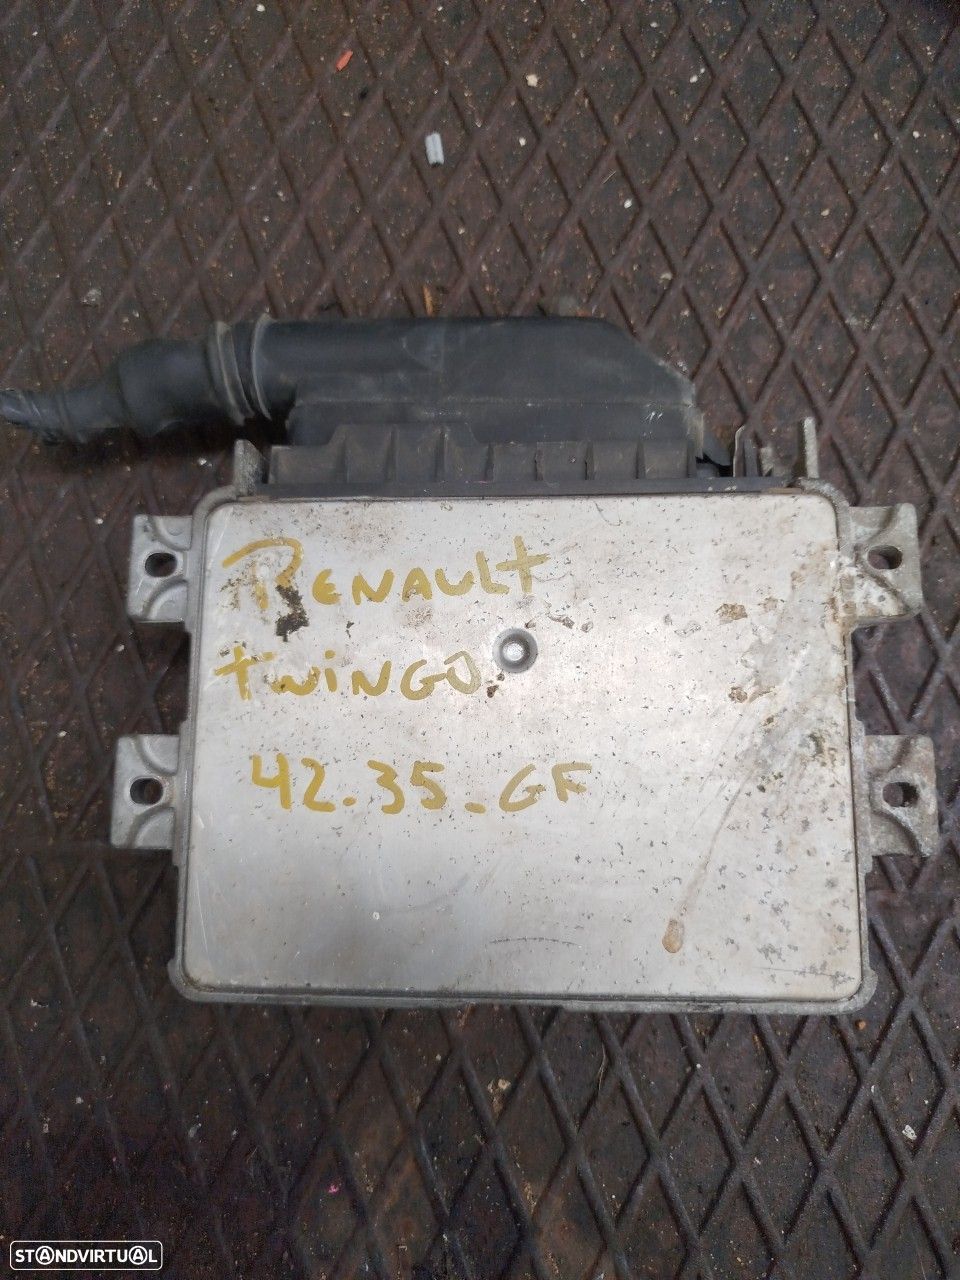 RENAULt
twiNGO
42.35-GF
STANDVIRTUAL